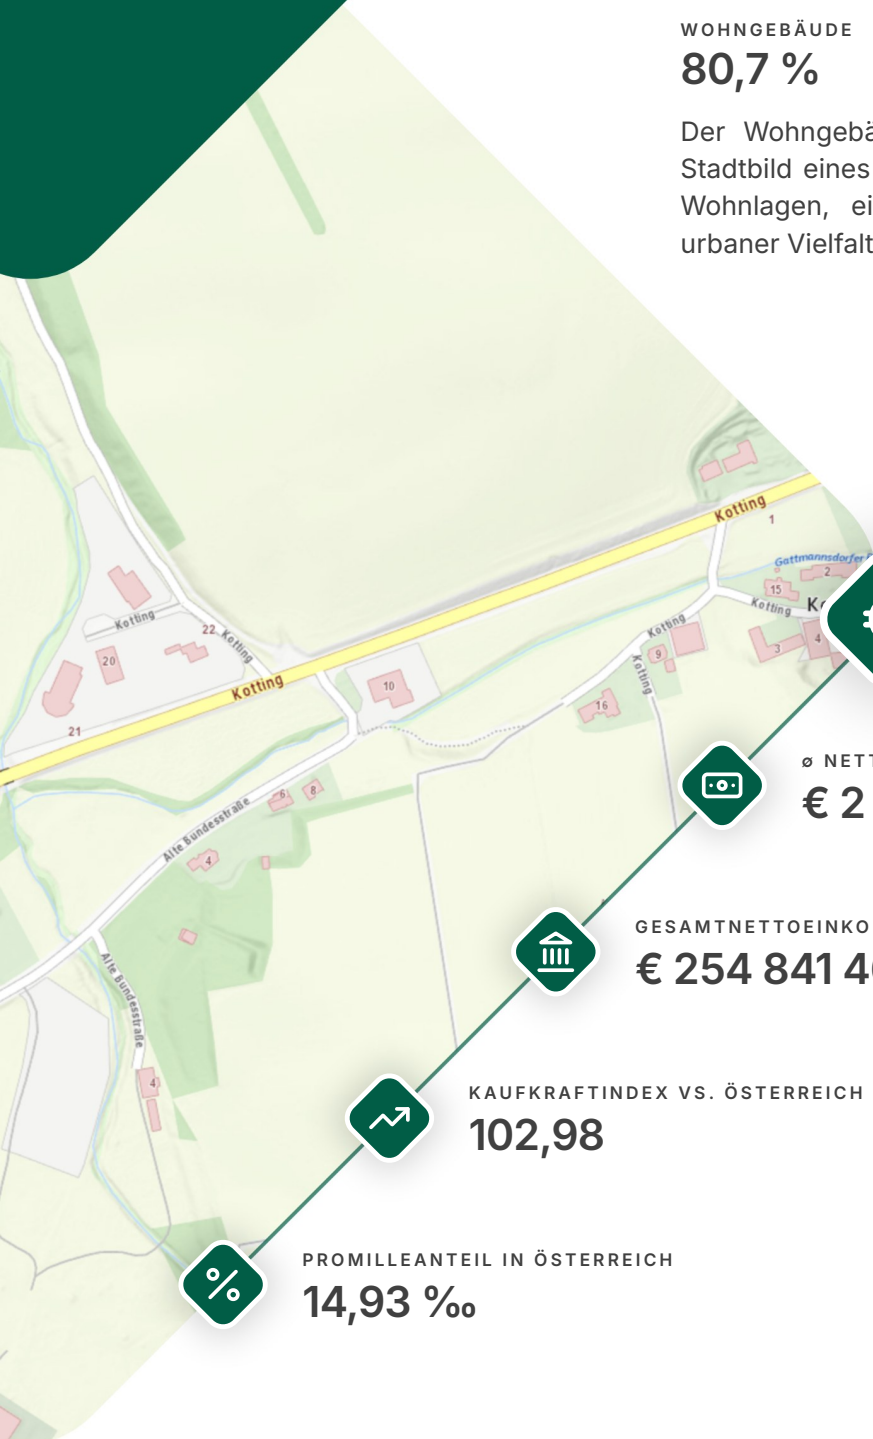 WOHNGEBÄUDE
80,7 %
Der Wohngebä
Stadtbild eines
Wohnlagen, ei
urbaner Vielfalt
Kotting
1
Gattmannsdorfer
2
15
Kotting
Kotting
3
4
9
Kotting
Kotting
22
Kotting
20
Kotting
10
16
21
6
8
Alte Bundesstraße
4
Alte Bundesstraße
4
ø NETT
€ 2
GESAMTNETTOEINKO
€ 254 841 4
KAUFKRAFTINDEX VS. ÖSTERREICH
102,98
PROMILLEANTEIL IN ÖSTERREICH
14,93 ‰